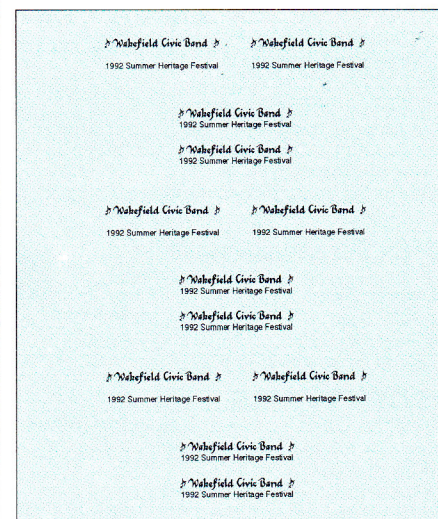 ♪ Wakefield Civic Band ♪ ♪ Wakefield Civic Band ♪
1992 Summer Heritage Festival 1992 Summer Heritage Festival
♪ Wakefield Civic Band ♪
1992 Summer Heritage Festival
♪ Wakefield Civic Band ♪
1992 Summer Heritage Festival
♪ Wakefield Civic Band ♪ ♪ Wakefield Civic Band ♪
1992 Summer Heritage Festival 1992 Summer Heritage Festival
♪ Wakefield Civic Band ♪
1992 Summer Heritage Festival
♪ Wakefield Civic Band ♪
1992 Summer Heritage Festival
♪ Wakefield Civic Band ♪ ♪ Wakefield Civic Band ♪
1992 Summer Heritage Festival 1992 Summer Heritage Festival
♪ Wakefield Civic Band ♪
1992 Summer Heritage Festival
♪ Wakefield Civic Band ♪
1992 Summer Heritage Festival